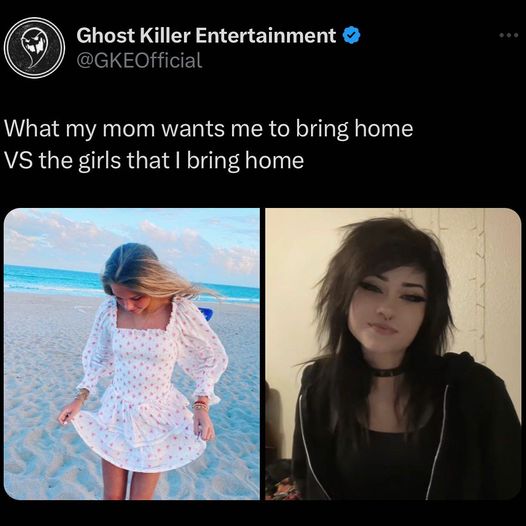 Ghost Killer Entertainment
@GKEOfficial
What my mom wants me to bring home
VS the girls that I bring home